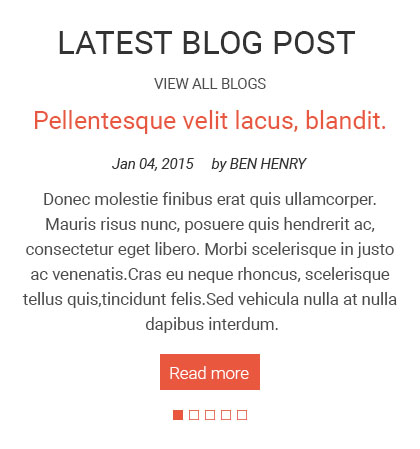 LATEST BLOG POST
VIEW ALL BLOGS
Pellentesque velit lacus, blandit.
Jan 04, 2015 by BEN HENRY
Donec molestie finibus erat quis ullamcorper.
Mauris risus nunc, posuere quis hendrerit ac,
consectetur eget libero. Morbi scelerisque in justo
ac venenatis.Cras eu neque rhoncus, scelerisque
tellus quis,tincidunt felis.Sed vehicula nulla at nulla
dapibus interdum.
Read more